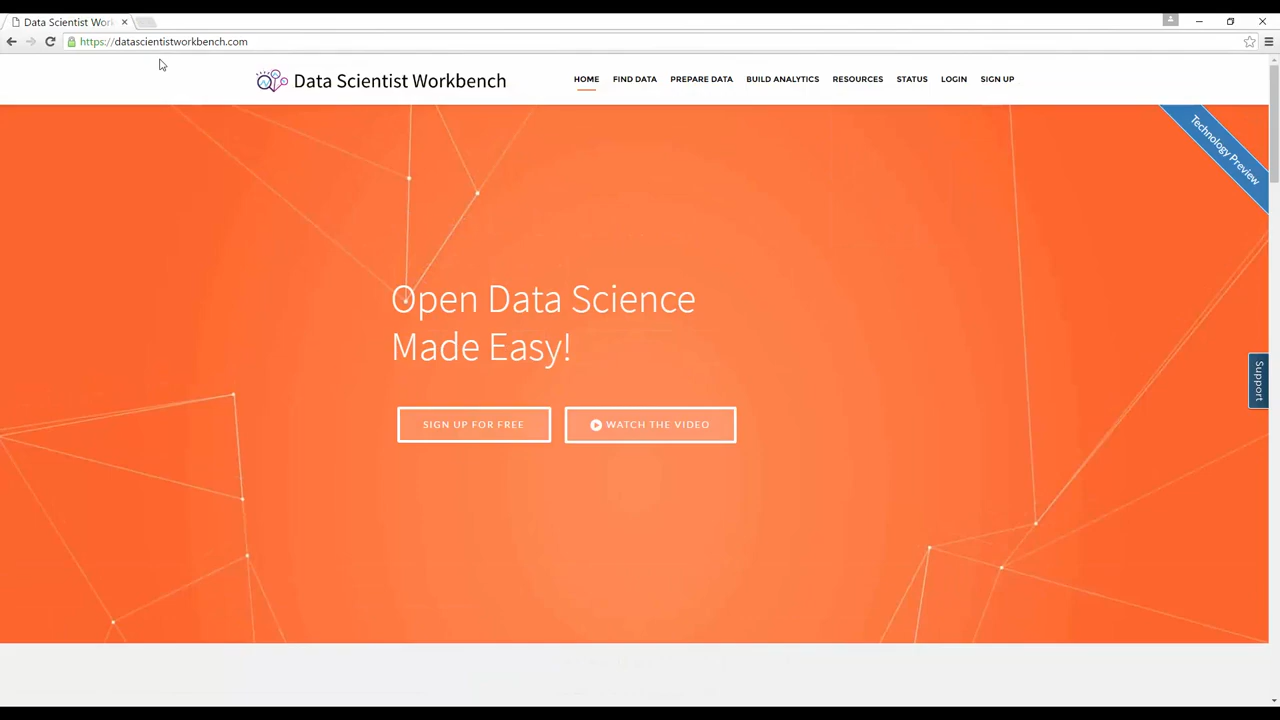 Data Scientist Wor
https://datascientistworkbench.com
Data Scientist Workbench
HOME FIND DATA PREPARE DATA BUILD ANALYTICS RESOURCES STATUS LOGIN SIGN UP
Technology Preview
Open Data Science
Made Easy!
SIGN UP FOR FREE
WATCH THE VIDEO
Support